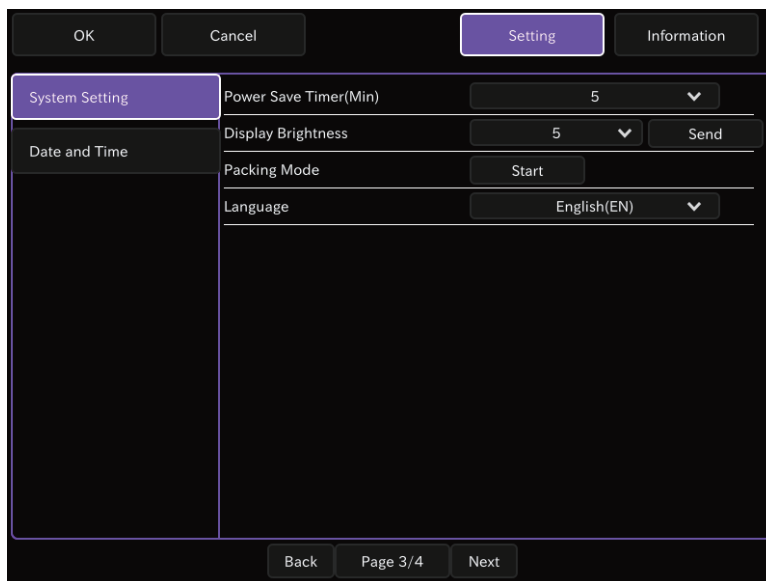 OK Cancel Setting Information
System Setting
Date and Time
Power Save Timer(Min) 5
Display Brightness 5 Send
Packing Mode Start
Language English(EN)
Back Page 3/4 Next